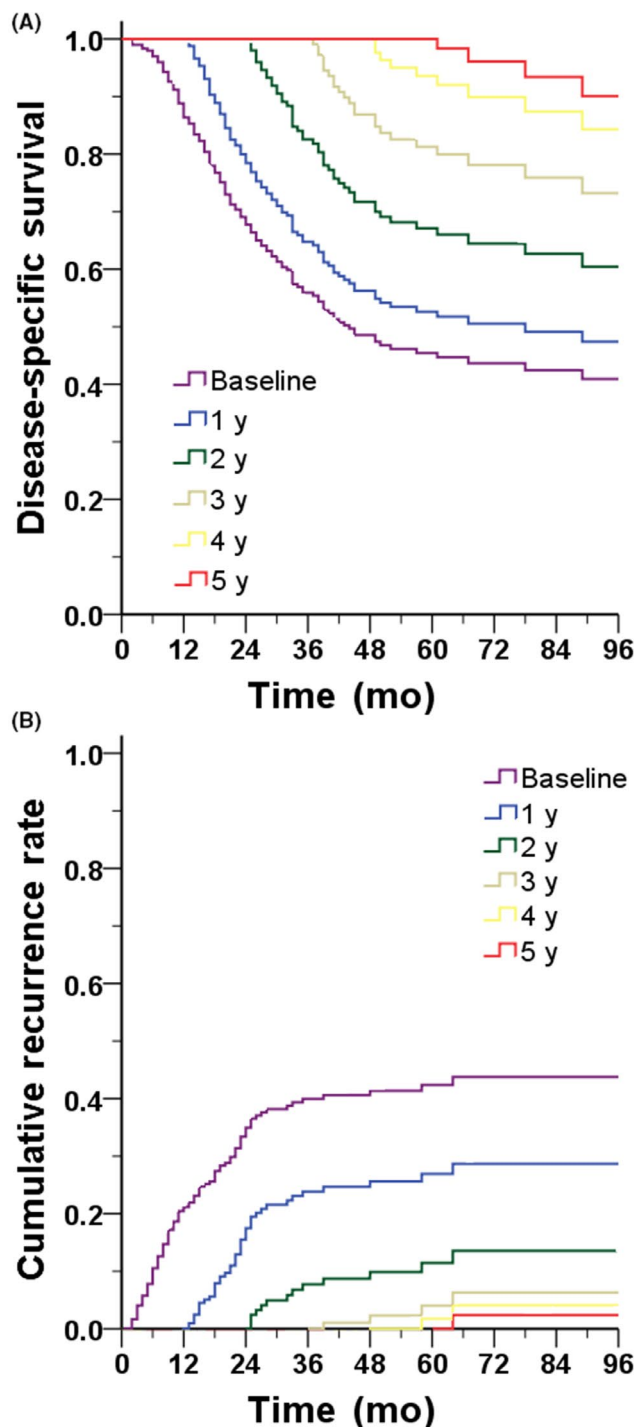 (A)
Disease-specific survival
1.0
0.8
0.6
0.4
0.2
0.0
Baseline
1 y
2 y
3 y
4 y
5 y
0 12 24 36 48 60 72 84 96
Time (mo)
(B)
Cumulative recurrence rate
1.0
0.8
0.6
0.4
0.2
0.0
Baseline
1 y
2 y
3 y
4 y
5 y
0 12 24 36 48 60 72 84 96
Time (mo)